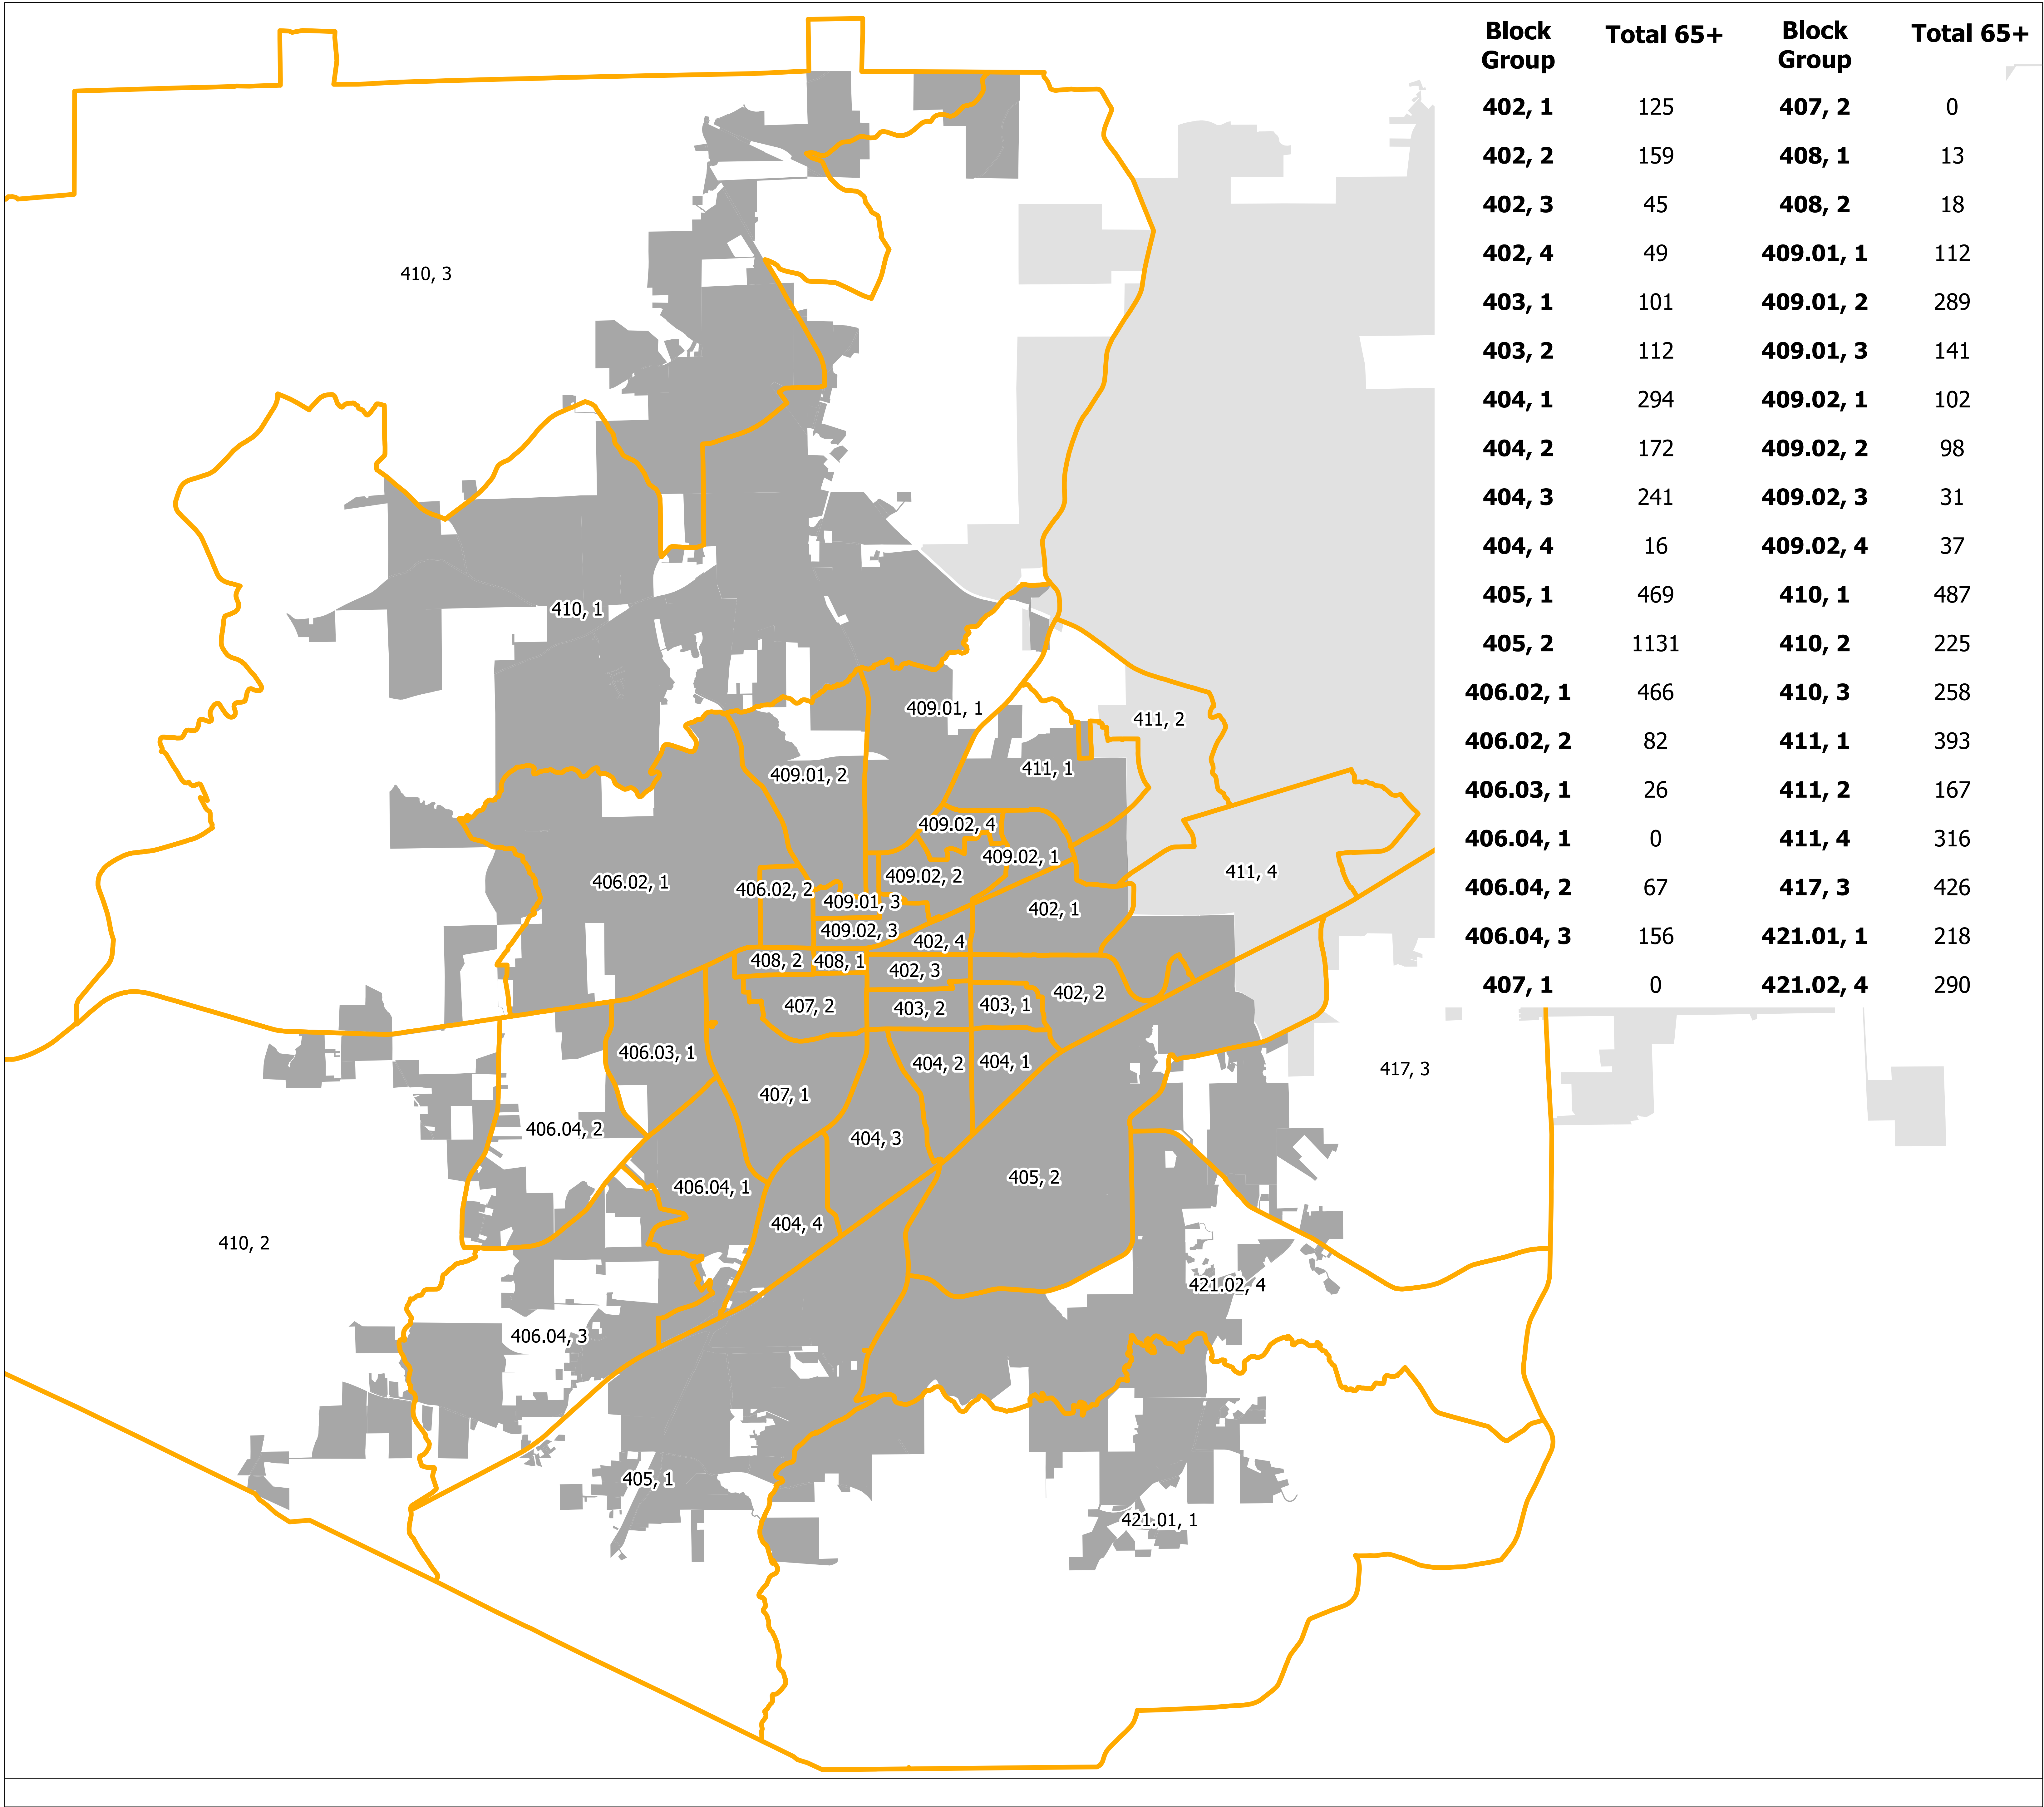 Block Group Total 65+ Block Group Total 65+
402, 1 125 407, 2 0
402, 2 159 408, 1 13
402, 3 45 408, 2 18
402, 4 49 409.01, 1 112
403, 1 101 409.01, 2 289
403, 2 112 409.01, 3 141
404, 1 294 409.02, 1 102
404, 2 172 409.02, 2 98
404, 3 241 409.02, 3 31
404, 4 16 409.02, 4 37
405, 1 469 410, 1 487
405, 2 1131 410, 2 225
406.02, 1 466 410, 3 258
406.02, 2 82 411, 1 393
406.03, 1 26 411, 2 167
406.04, 1 0 411, 4 316
406.04, 2 67 417, 3 426
406.04, 3 156 421.01, 1 218
407, 1 0 421.02, 4 290
410, 3
410, 1
409.01, 1
411, 2
409.01, 2
411, 1
409.02, 4
409.02, 1
411, 4
409.02, 2
406.02, 1
406.02, 2
409.01, 3
402, 1
409.02, 3
402, 4
408, 2
408, 1
402, 3
402, 2
407, 2
403, 2
403, 1
406.03, 1
404, 2
404, 1
417, 3
407, 1
406.04, 2
404, 3
405, 2
406.04, 1
404, 4
410, 2
421.02, 4
406.04, 3
405, 1
421.01, 1